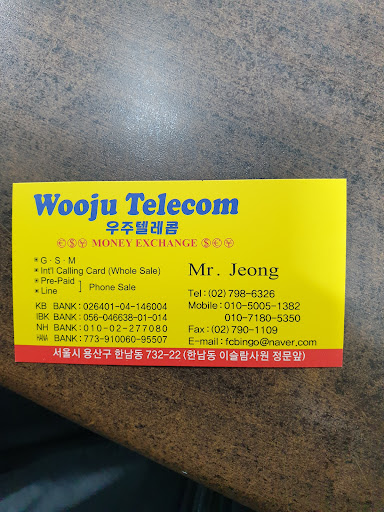 Wooju Telecom
우주텔레콤
€$¥ MONEY EXCHANGE $€¥
*G·S·M
*Int'l Calling Card (Whole Sale)
*Pre-Paid
*Line
] Phone Sale
KB BANK:026401-04-146004
IBK BANK:056-046638-01-014
NH BANK:010-02-277080
HANA BANK:773-910060-95507
Mr. Jeong
Tel:(02)798-6326
Mobile:010-5005-1382
010-7180-5350
Fax:(02)790-1109
E-mail:fcbingo@naver.com
서울시 용산구 한남동 732-22 (한남동 이슬람사원 정문앞)